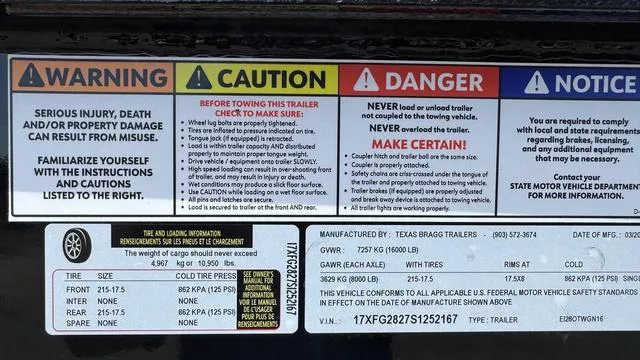 WARNING
SERIOUS INJURY, DEATH
AND/OR PROPERTY DAMAGE
CAN RESULT FROM MISUSE.
FAMILIARIZE YOURSELF
WITH THE INSTRUCTIONS
AND CAUTIONS
LISTED TO THE RIGHT.
CAUTION
BEFORE TOWING THIS TRAILER
CHECK TO MAKE SURE:
• Wheel lug bolts are properly tightened.
• Tires are inflated to pressure indicated on tire.
• Tongue jack (if equipped) is retracted.
• Load is within trailer capacity AND distributed
properly to maintain proper tongue weight.
• Drive vehicle / equipment onto trailer SLOWLY.
• High speed loading can result in over-shooting front
of trailer, and may result in injury or death.
• Wet conditions may produce a slick floor surface.
• Use CAUTION while loading on a wet floor surface.
• All pins and latches are secure.
• Load is secured to trailer at the front AND rear.
DANGER
NEVER load or unload trailer
not coupled to the towing vehicle.
NEVER overload the trailer.
MAKE CERTAIN!
• Coupler hitch and trailer ball are the same size.
• Coupler is properly attached.
• Safety chains are criss-crossed under the tongue of
the trailer and properly attached to towing vehicle.
• Trailer brakes (if equipped) are properly adjusted
and break away device is attached to towing vehicle.
• All trailer lights are working properly.
NOTICE
You are required to comply
with local and state requirements
regarding brakes, licensing,
and any additional equipment
that may be necessary.
Contact your
STATE MOTOR VEHICLE DEPARTMENT
FOR MORE INFORMATION.
TIRE AND LOADING INFORMATION
RENSEIGNEMENTS SUR LES PNEUS ET LE CHARGEMENT
The weight of cargo should never exceed
4,967 kg or 10,950 lbs.
TIRE SIZE COLD TIRE PRESS
FRONT 215-17.5 862 KPA (125 PSI)
INTER NONE NONE
REAR 215-17.5 862 KPA (125 PSI)
SPARE NONE NONE
SEE OWNER'S
MANUAL FOR
ADDITIONAL
INFORMATION
VOIR LE MANUEL
DE L'USAGER
POUR PLUS DE
RENSEIGNEMENTS
17XFG2827S1252167
MANUFACTURED BY : TEXAS BRAGG TRAILERS - (903) 572-3674 DATE OF MFG.: 03/20
GVWR: 7257 KG (16000 LB)
GAWR (EACH AXLE) WITH TIRES RIMS AT COLD
3629 KG (8000 LB) 215-17.5 17.5X8 862 KPA (125 PSI) SINGL
THIS VEHICLE CONFORMS TO ALL APPLICABLE U.S. FEDERAL MOTOR VEHICLE SAFETY STANDARDS
IN EFFECT ON THE DATE OF MANUFACTURE SHOWN ABOVE
V.I.N.: 17XFG2827S1252167 TYPE : TRAILER EI28OTWGN16